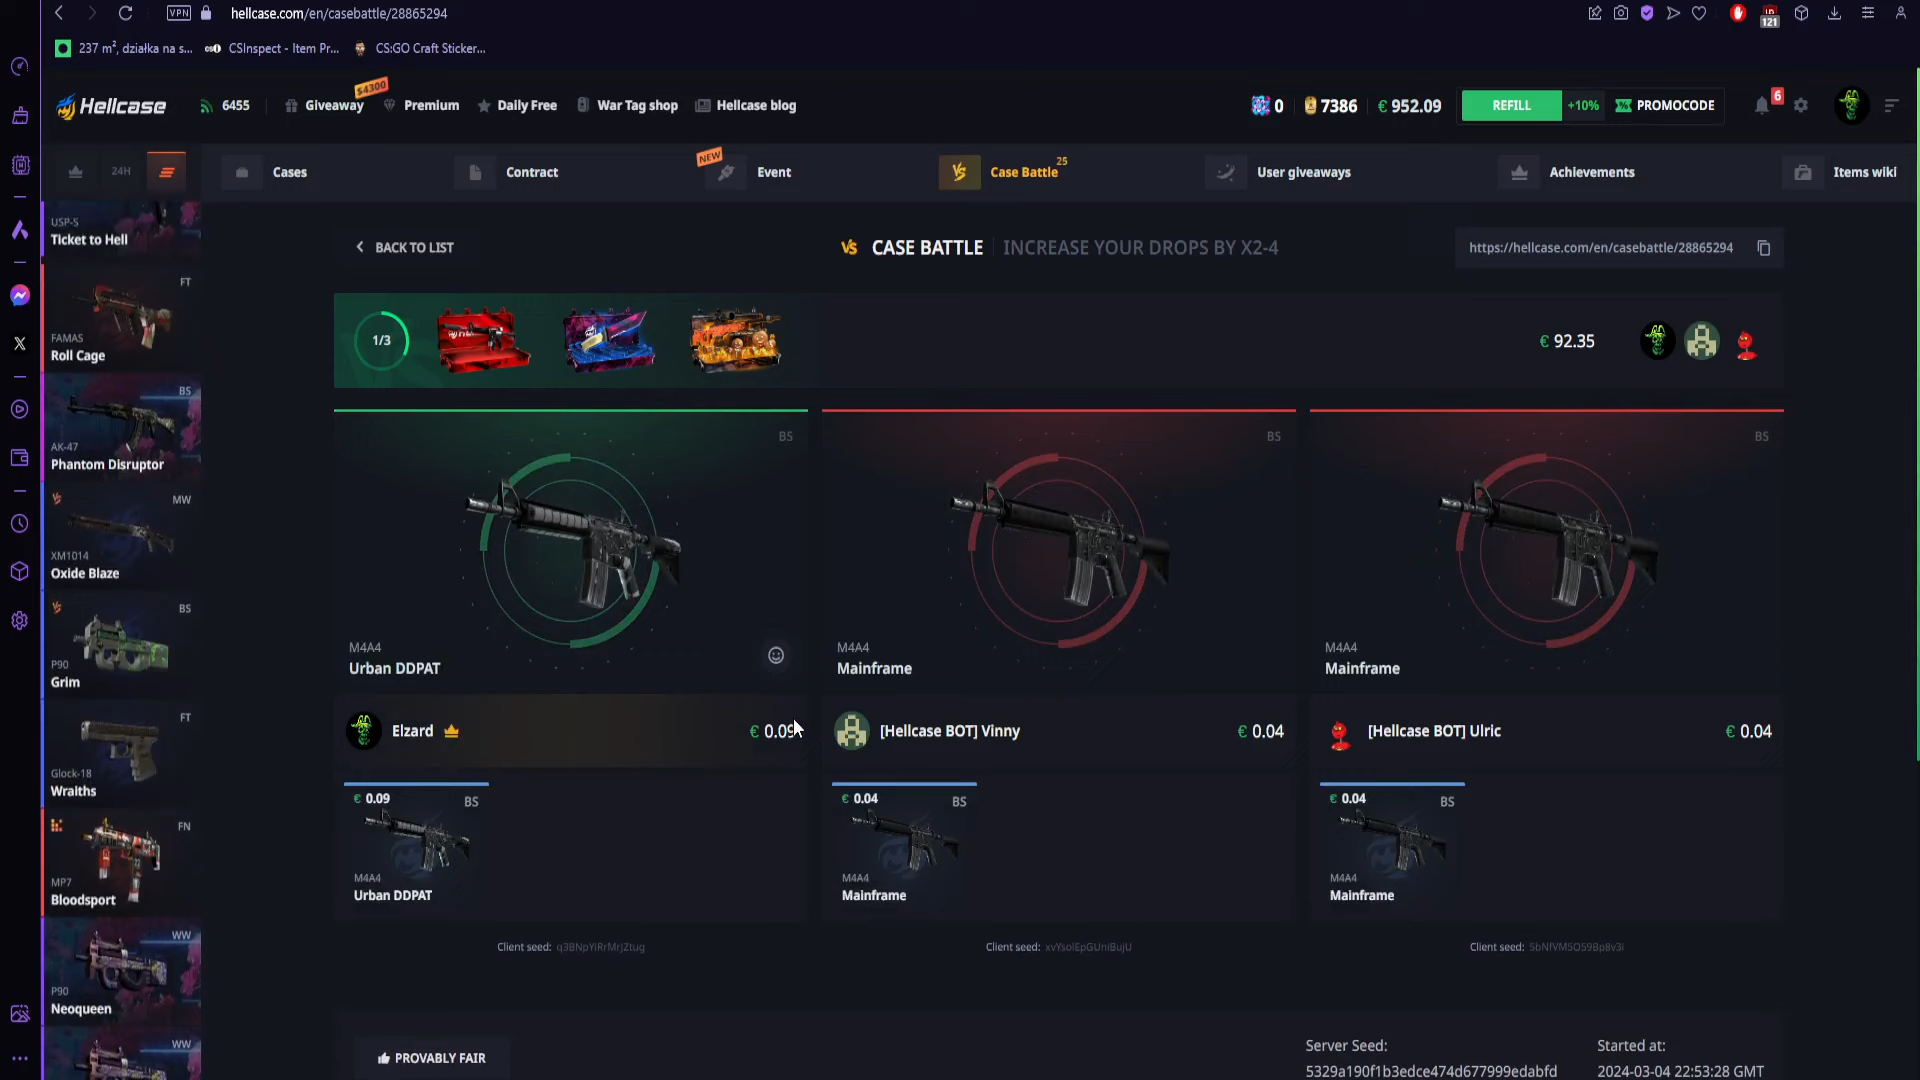 VPN
hellcase.com/en/casebattle/28865294
121
237 m², działka na s...
CSInspect - Item Pr...
CS:GO Craft Sticker...
Hellcase
6455
Giveaway
$4300
Premium
Daily Free
War Tag shop
Hellcase blog
0
7386
€ 952.09
REFILL
+10%
PROMOCODE
6
24H
Cases
Contract
NEW
Event
VS
Case Battle
25
User giveaways
Achievements
Items wiki
USP-S
Ticket to Hell
FT
FAMAS
Roll Cage
BS
AK-47
Phantom Disruptor
MW
XM1014
Oxide Blaze
BS
P90
Grim
FT
Glock-18
Wraiths
FN
MP7
Bloodsport
WW
P90
Neoqueen
WW
BACK TO LIST
VS CASE BATTLE
INCREASE YOUR DROPS BY X2-4
https://hellcase.com/en/casebattle/28865294
1/3
€ 92.35
BS
M4A4
Urban DDPAT
BS
M4A4
Mainframe
BS
M4A4
Mainframe
Elzard
€ 0.09
[Hellcase BOT] Vinny
€ 0.04
[Hellcase BOT] Ulric
€ 0.04
€ 0.09
BS
M4A4
Urban DDPAT
€ 0.04
BS
M4A4
Mainframe
€ 0.04
BS
M4A4
Mainframe
Client seed:
Client seed:
Client seed:
PROVABLY FAIR
Server Seed:
5329a190f1b3edce474d677999edabfd
Started at:
2024-03-04 22:53:28 GMT